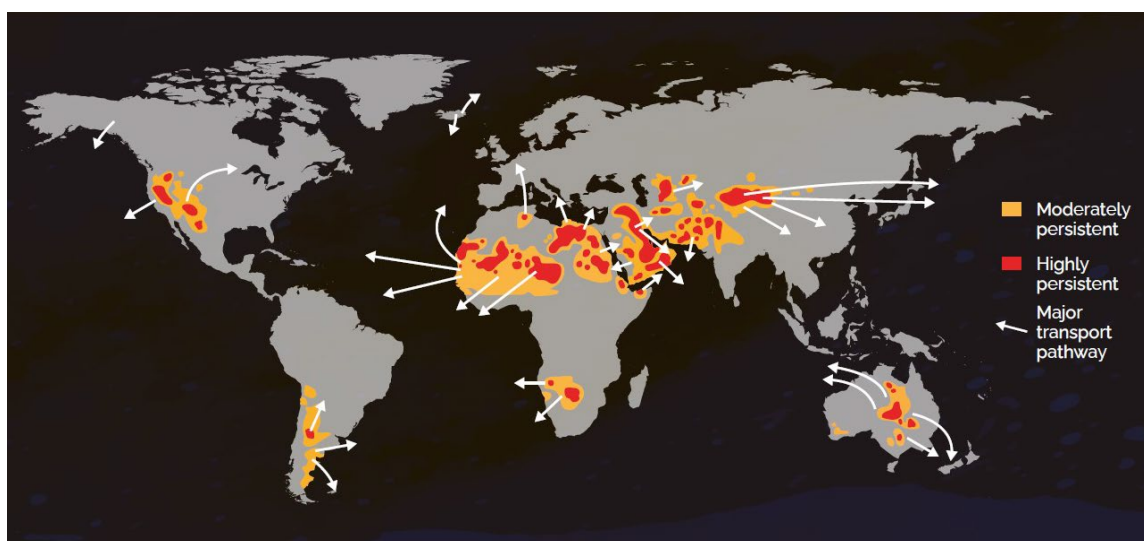 Moderately
persistent
Highly
persistent
Major
transport
pathway